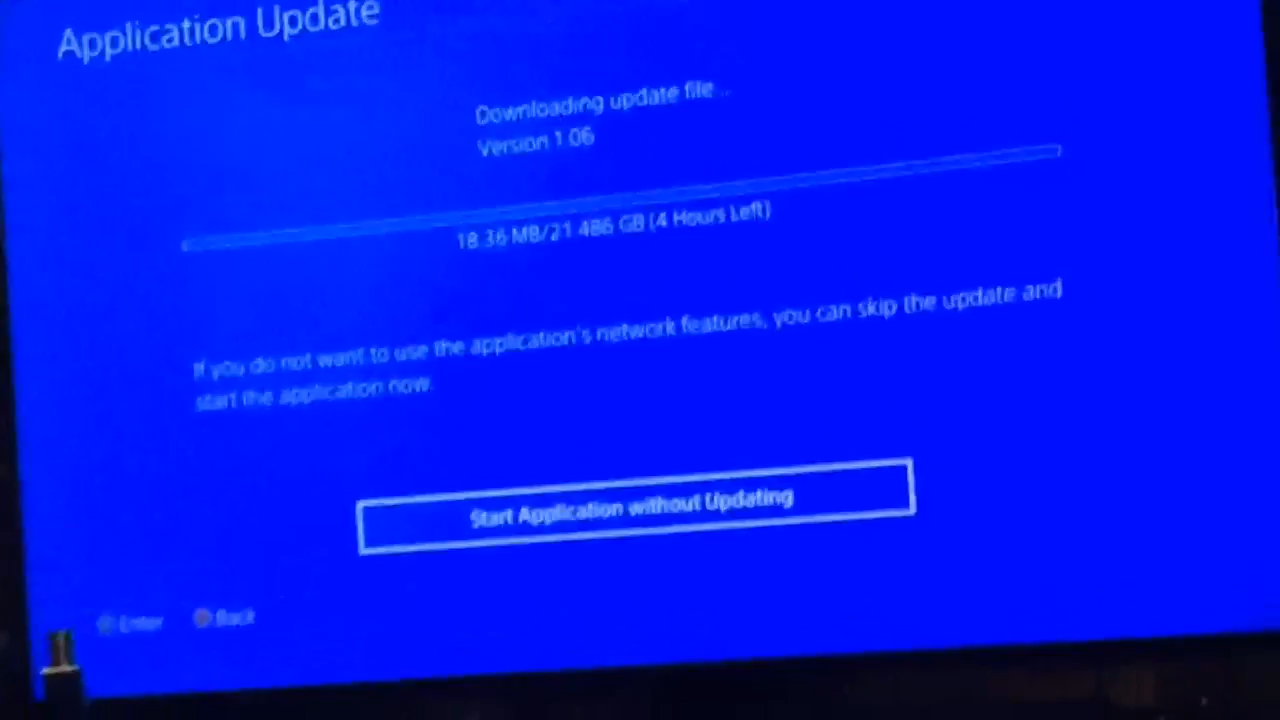 Application Update
Downloading update file...
Version 1.06
18.36 MB/21.486 GB (4 Hours Left)
If you do not want to use the application's network features, you can skip the update and
start the application now.
Start Application without Updating
Enter Back